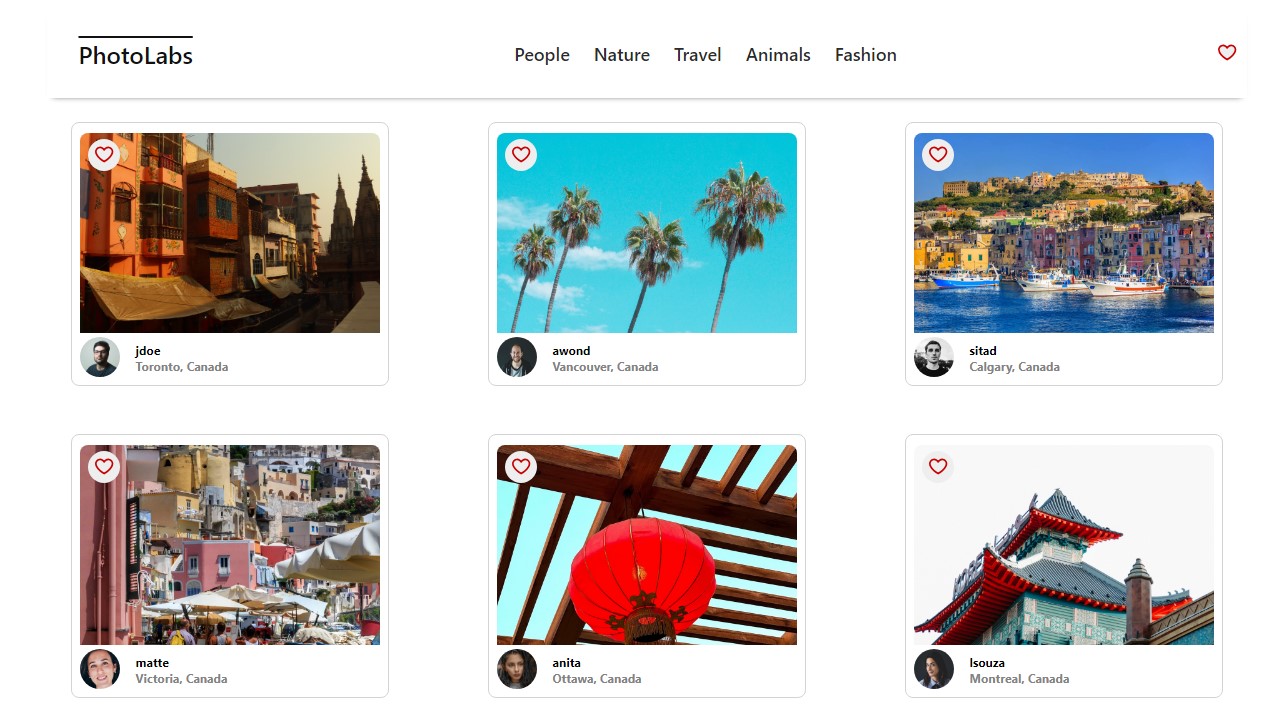 PhotoLabs
People Nature Travel Animals Fashion
jdoe
Toronto, Canada
awond
Vancouver, Canada
sitad
Calgary, Canada
matte
Victoria, Canada
anita
Ottawa, Canada
lsouza
Montreal, Canada